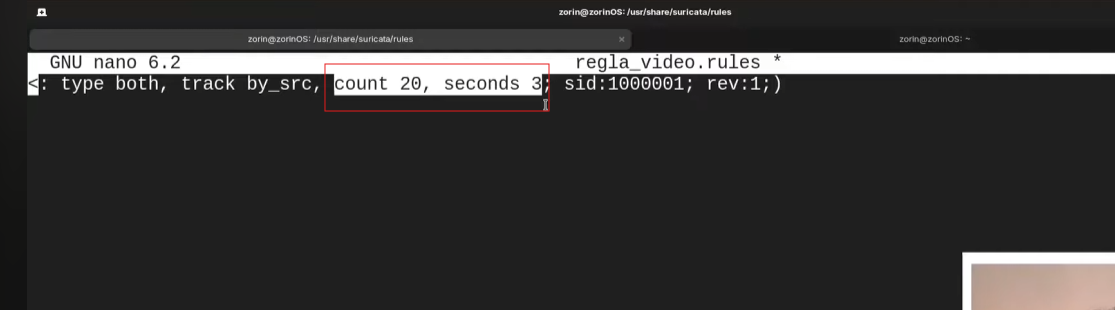 zorin@zorinOS: /usr/share/suricata/rules
zorin@zorinOS: /usr/share/suricata/rules × zorin@zorinOS: ~
GNU nano 6.2 regla_video.rules *
<: type both, track by_src, count 20, seconds 3; sid:1000001; rev:1;)